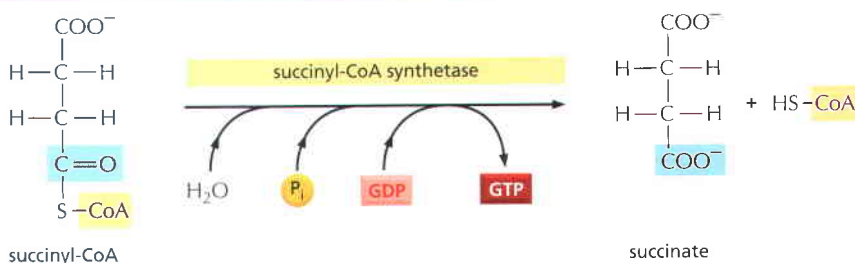 COO⁻
H—C—H
H—C—H
C=O
S—CoA
succinyl-CoA
succinyl-CoA synthetase
H₂O
Pᵢ
GDP
GTP
COO⁻
H—C—H
H—C—H
COO⁻
+ HS—CoA
succinate